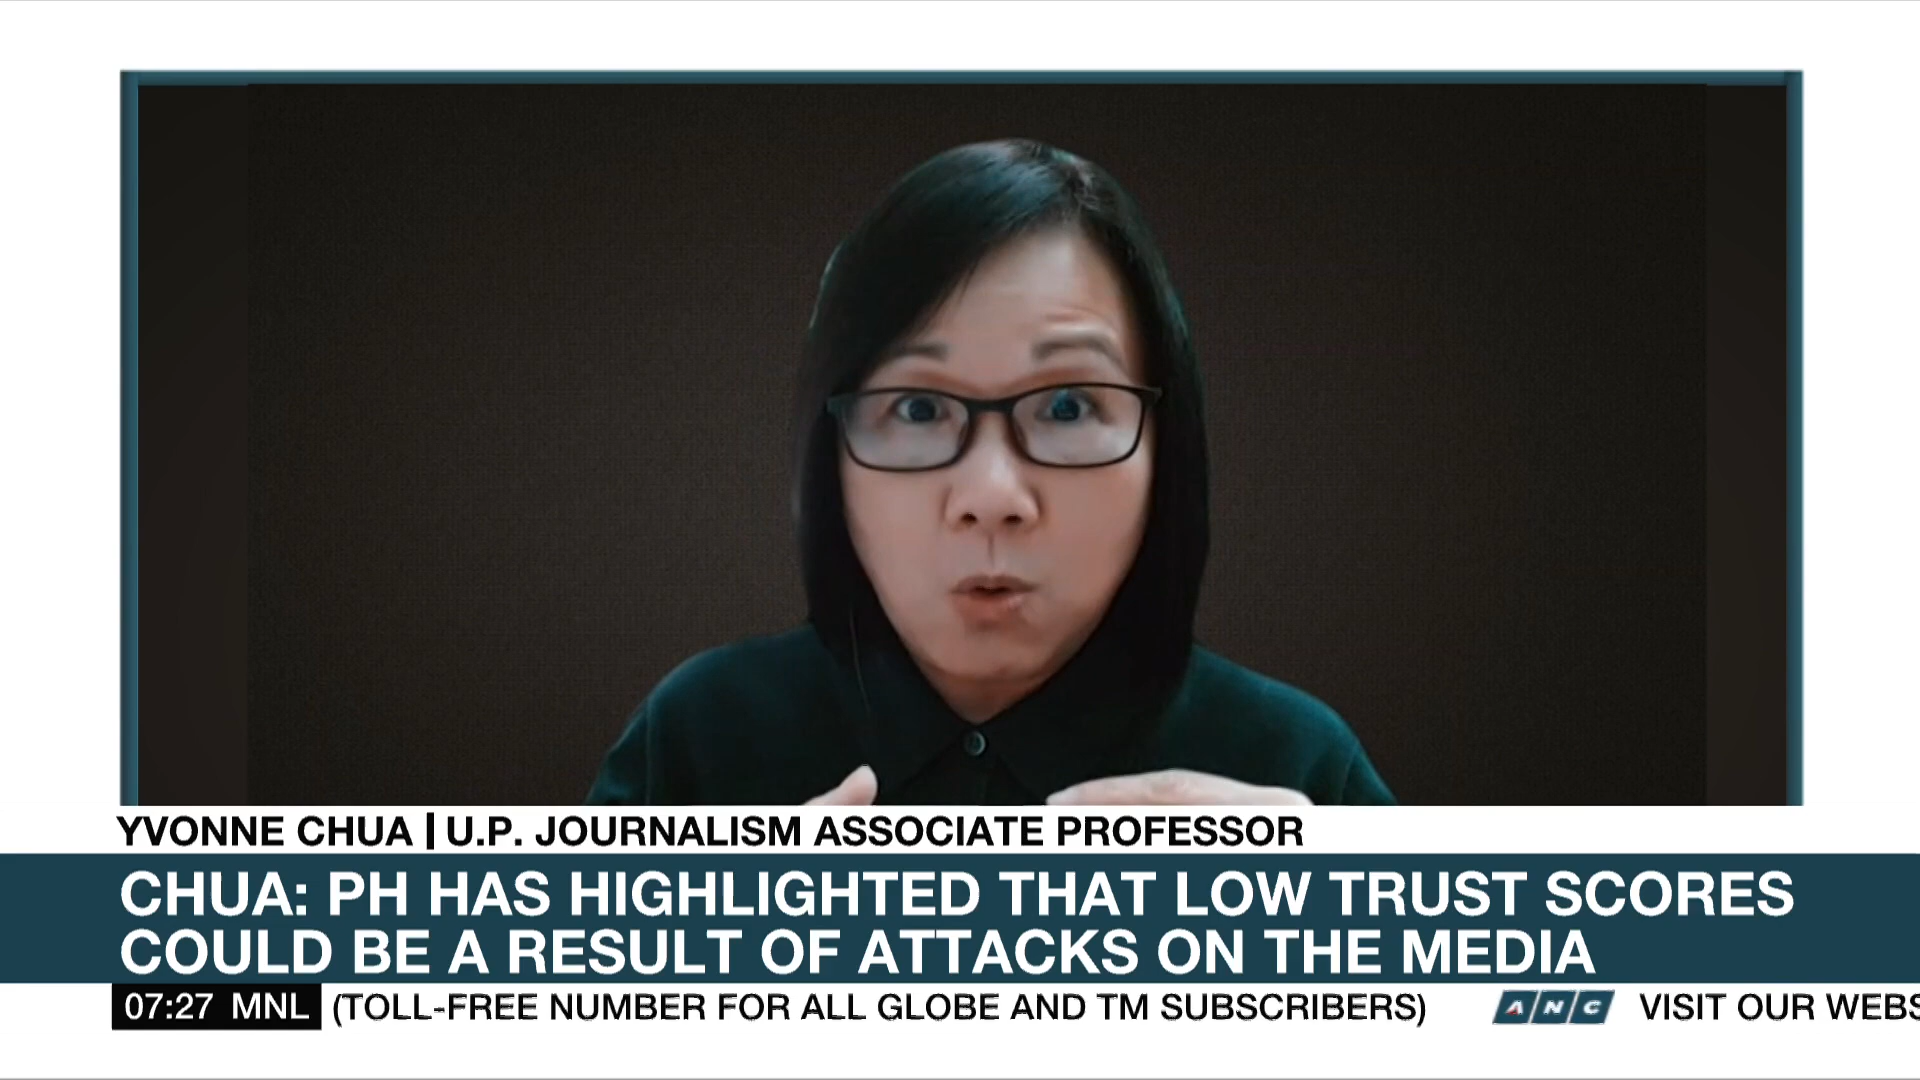 YVONNE CHUA | U.P. JOURNALISM ASSOCIATE PROFESSOR
CHUA: PH HAS HIGHLIGHTED THAT LOW TRUST SCORES
COULD BE A RESULT OF ATTACKS ON THE MEDIA
07:27 MNL (TOLL-FREE NUMBER FOR ALL GLOBE AND TM SUBSCRIBERS) ANC VISIT OUR WEBS